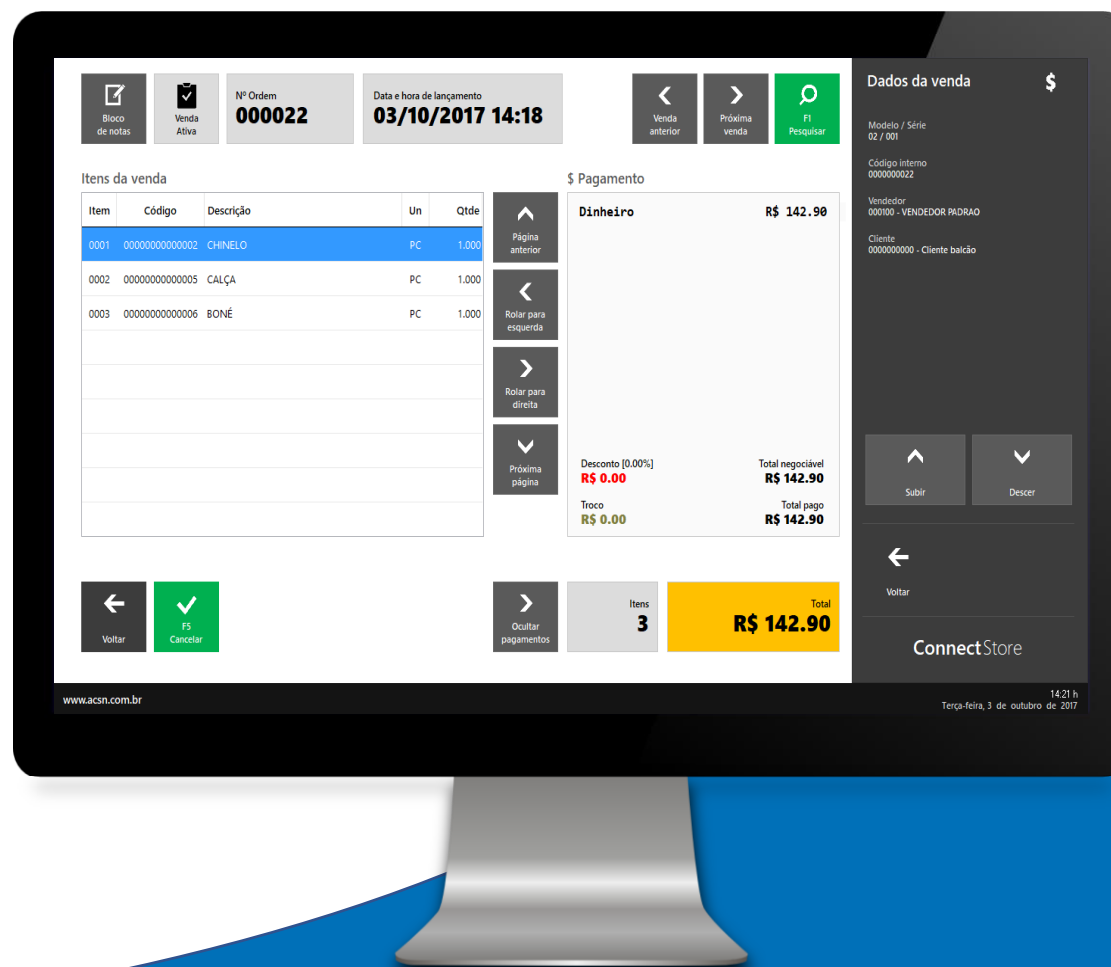 Bloco
de notas
Venda
Ativa
Nº Ordem
000022
Data e hora de lançamento
03/10/2017 14:18
Venda
anterior
Próxima
venda
F1
Pesquisar
Itens da venda
Item Código Descrição Un Qtde
0001 00000000000002 CHINELO PC 1.000
0002 00000000000005 CALÇA PC 1.000
0003 00000000000006 BONÉ PC 1.000
Página
anterior
Rolar para
esquerda
Rolar para
direita
Próxima
página
$ Pagamento
Dinheiro R$ 142.90
Desconto [0.00%] Total negociável
R$ 0.00 R$ 142.90
Troco Total pago
R$ 0.00 R$ 142.90
Voltar
F5
Cancelar
Ocultar
pagamentos
Itens
3
Total
R$ 142.90
Dados da venda $
Modelo / Série
02 / 001
Código interno
0000000022
Vendedor
000100 - VENDEDOR PADRAO
Cliente
0000000000 - Cliente balcão
Subir
Descer
Voltar
ConnectStore
www.acsn.com.br
14:21 h
Terça-feira, 3 de outubro de 2017